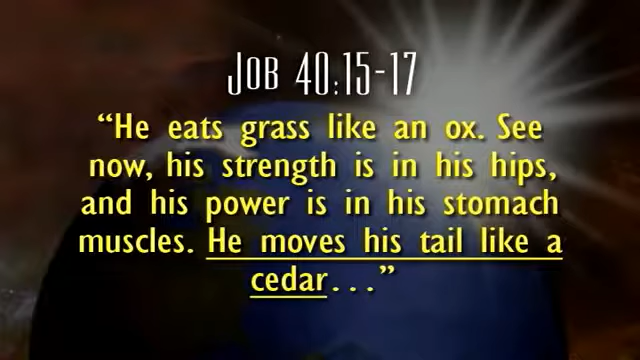 Job 40:15-17
“He eats grass like an ox. See
now, his strength is in his hips,
and his power is in his stomach
muscles. He moves his tail like a
cedar...”